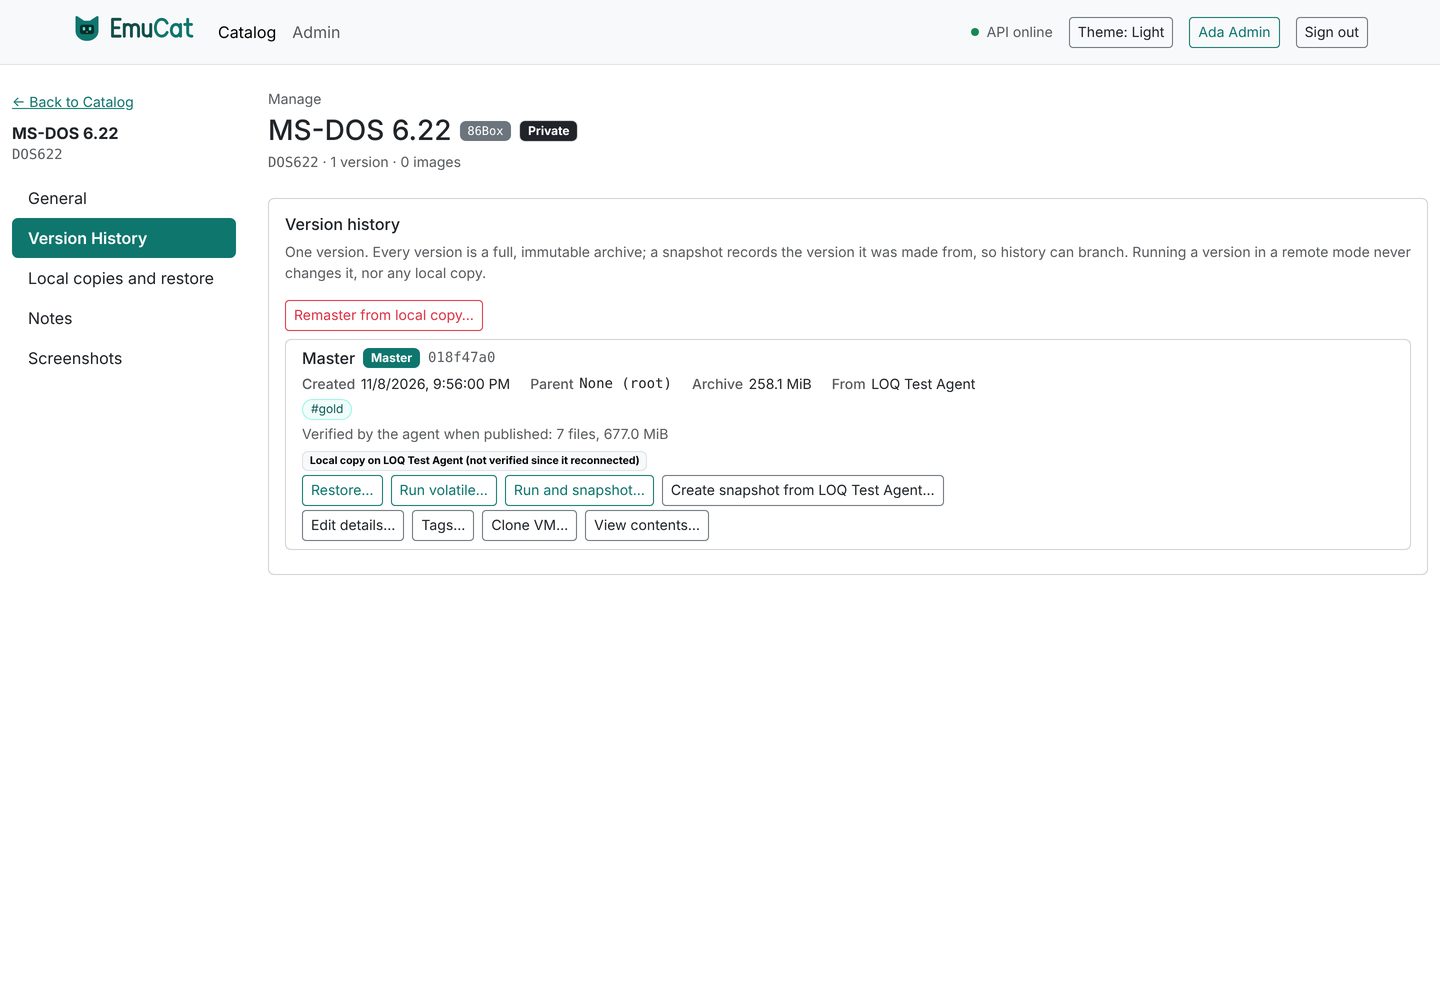 EmuCat
Catalog
Admin
API online
Theme: Light
Ada Admin
Sign out
← Back to Catalog
MS-DOS 6.22
DOS622
General
Version History
Local copies and restore
Notes
Screenshots
Manage
MS-DOS 6.22 86Box Private
DOS622 · 1 version · 0 images
Version history
One version. Every version is a full, immutable archive; a snapshot records the version it was made from, so history can branch. Running a version in a remote mode never
changes it, nor any local copy.
Remaster from local copy...
Master Master 018f47a0
Created 11/8/2026, 9:56:00 PM Parent None (root) Archive 258.1 MiB From LOQ Test Agent
#gold
Verified by the agent when published: 7 files, 677.0 MiB
Local copy on LOQ Test Agent (not verified since it reconnected)
Restore... Run volatile... Run and snapshot... Create snapshot from LOQ Test Agent...
Edit details... Tags... Clone VM... View contents...